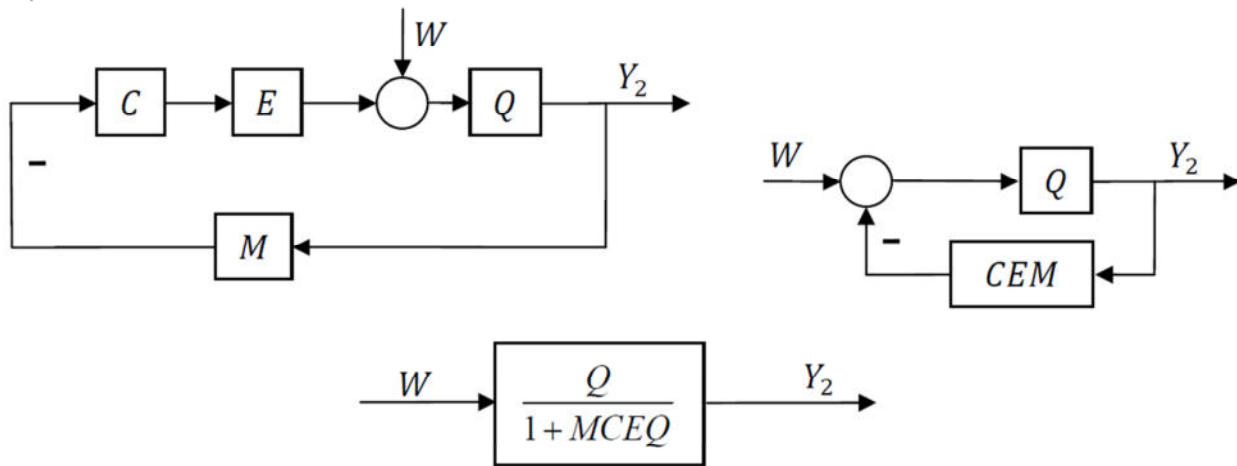 W
C E Q Y₂
-
M
W Q Y₂
-
CEM
W Q Y₂
1 + MCEQ